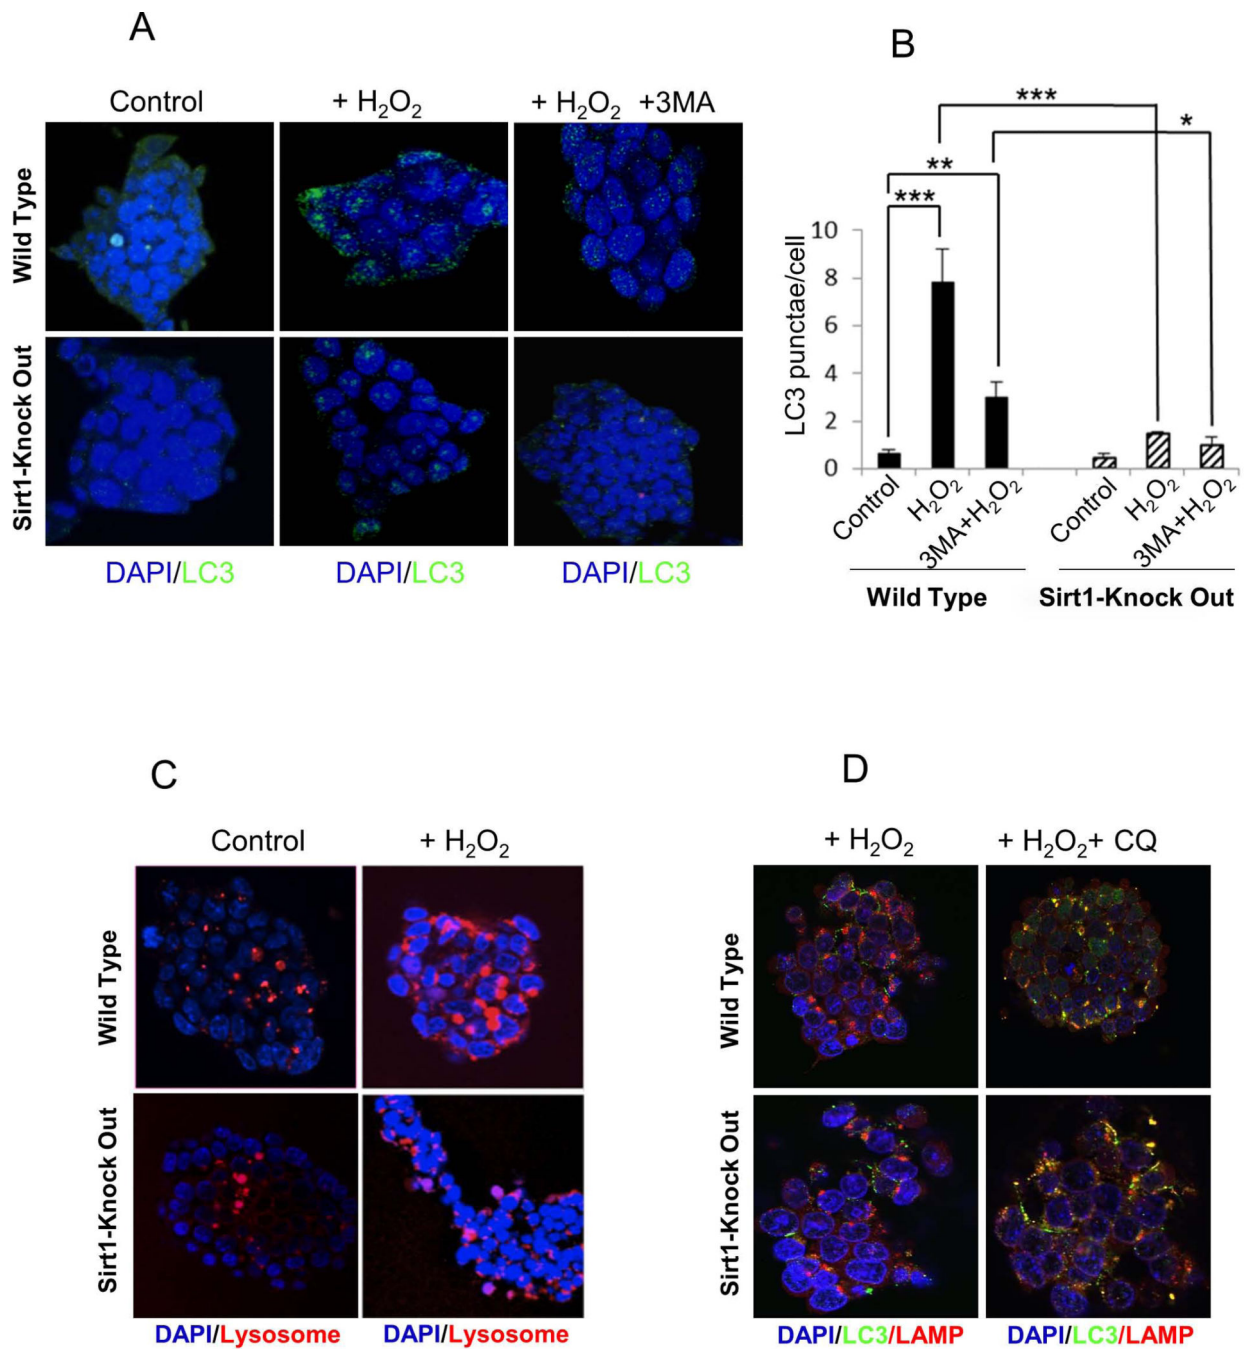 A
Control
+ H₂O₂
+ H₂O₂ +3MA
Wild Type
Sirt1-Knock Out
DAPI/LC3
DAPI/LC3
DAPI/LC3
B
***
*
**
***
LC3 punctae/cell
10
8
6
4
2
0
Control
H₂O₂
3MA+H₂O₂
Control
H₂O₂
3MA+H₂O₂
Wild Type
Sirt1-Knock Out
C
Control
+ H₂O₂
Wild Type
Sirt1-Knock Out
DAPI/Lysosome
DAPI/Lysosome
D
+ H₂O₂
+ H₂O₂+ CQ
Wild Type
Sirt1-Knock Out
DAPI/LC3/LAMP
DAPI/LC3/LAMP